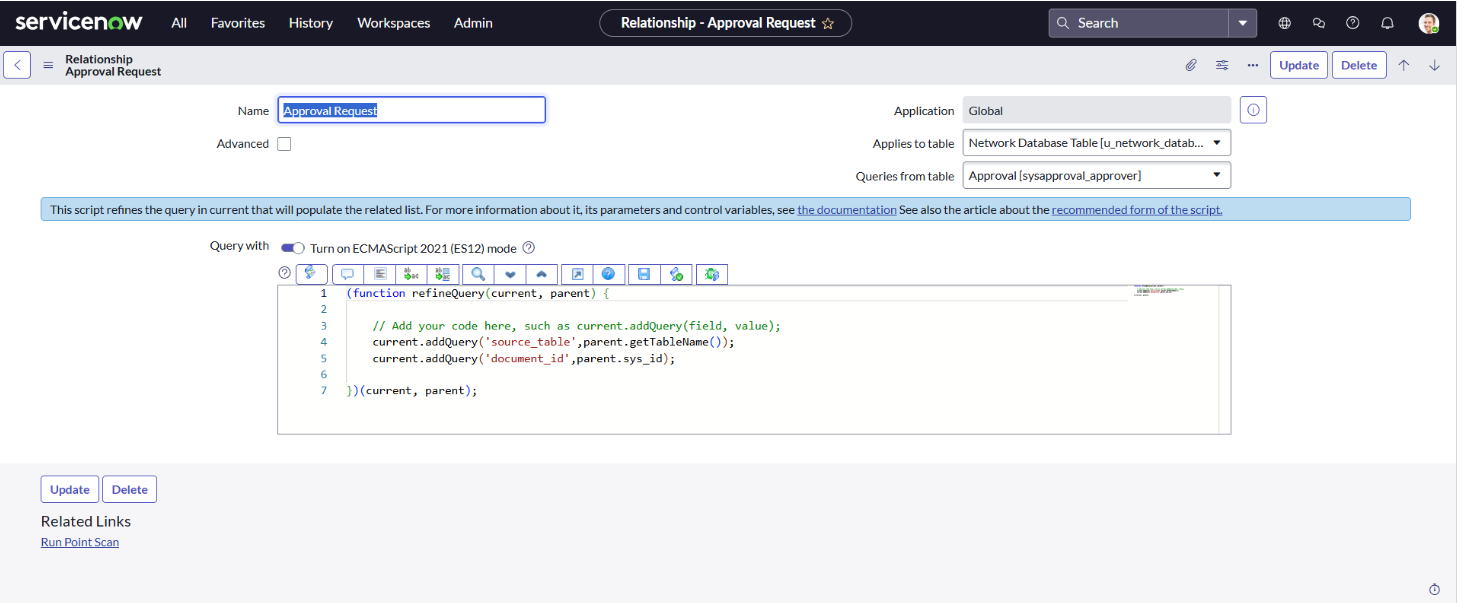 servicenow All Favorites History Workspaces Admin Relationship - Approval Request Search
Relationship
Approval Request
Update Delete
Name Approval Request
Application Global
Advanced
Applies to table Network Database Table [u_network_datab...
Queries from table Approval [sysapproval_approver]
This script refines the query in current that will populate the related list. For more information about it, its parameters and control variables, see the documentation See also the article about the recommended form of the script.
Query with Turn on ECMAScript 2021 (ES12) mode
1 (function refineQuery(current, parent) {
2
3 // Add your code here, such as current.addQuery(field, value);
4 current.addQuery('source_table',parent.getTableName());
5 current.addQuery('document_id',parent.sys_id);
6
7 })(current, parent);
Update Delete
Related Links
Run Point Scan